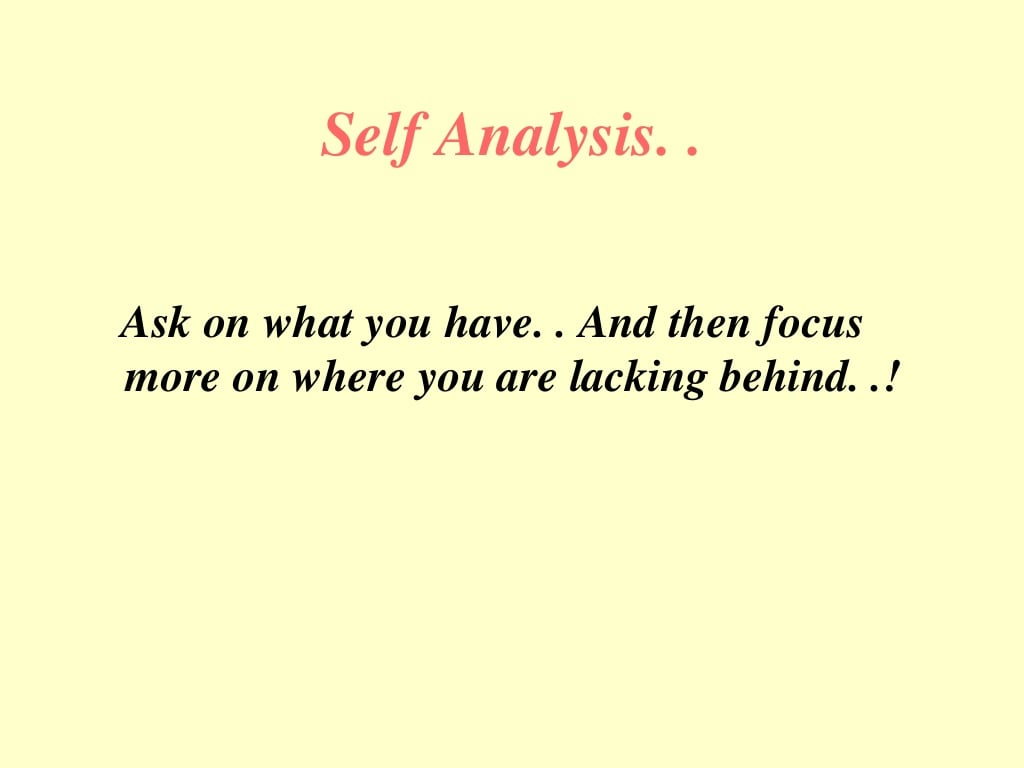 Self Analysis. .
Ask on what you have. . And then focus
more on where you are lacking behind. .!